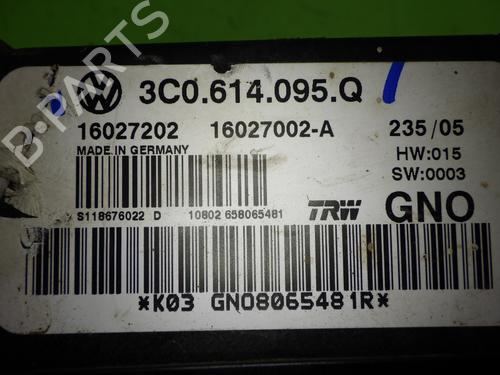 3C0.614.095.Q
16027202 16027002-A 235/05
MADE IN GERMANY HW:015
SW:0003
S118676022 D 10802 658065481 TRW GNO
*K03 GNO8065481R*
B-PARTS